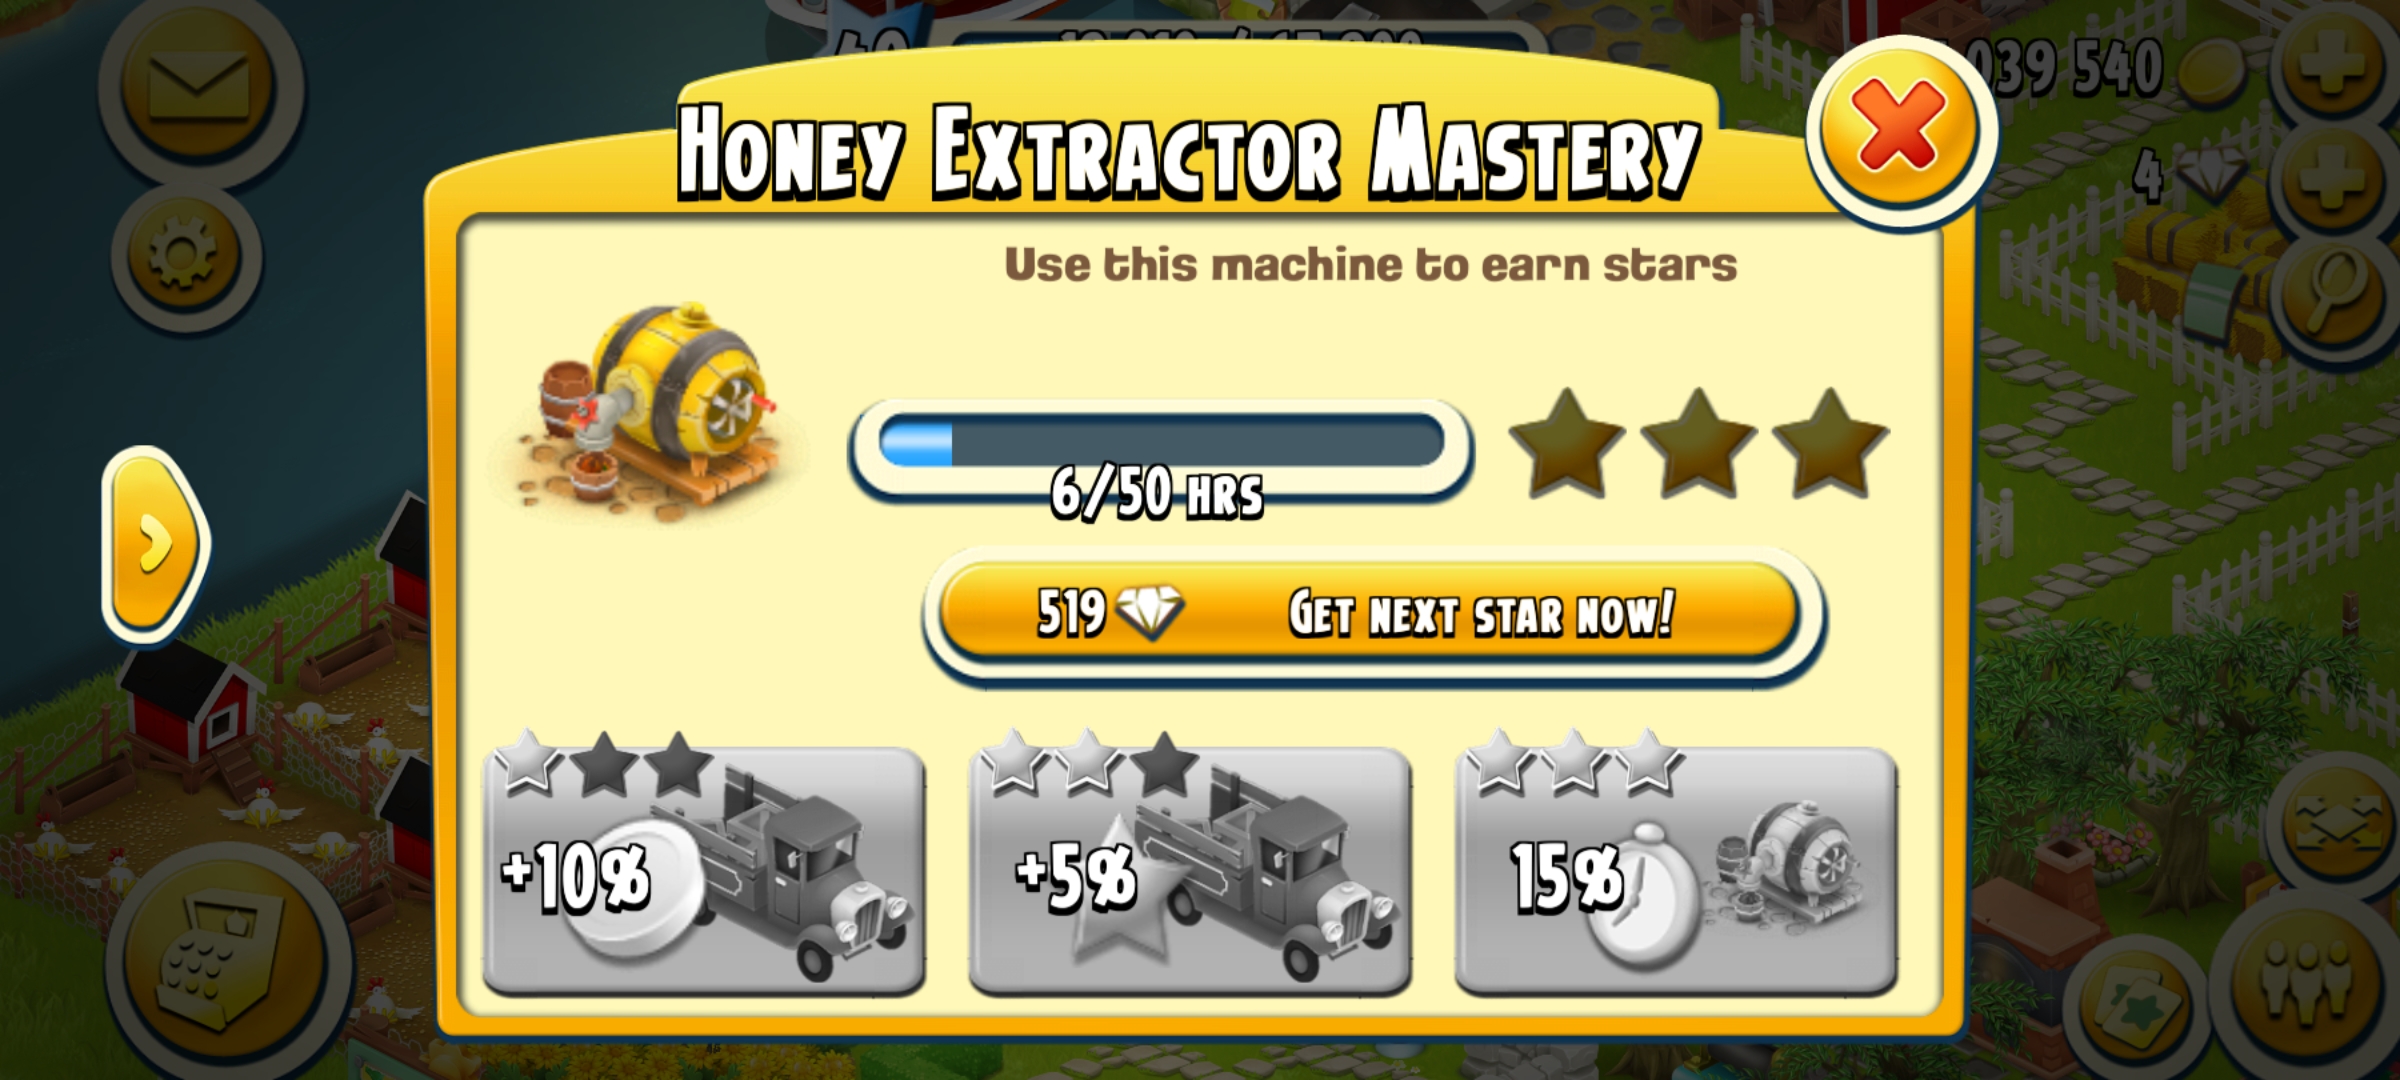 HONEY EXTRACTOR MASTERY
039 540
4
Use this machine to earn stars
6/50 HRS
519 GET NEXT STAR NOW!
+10%
+5%
15%